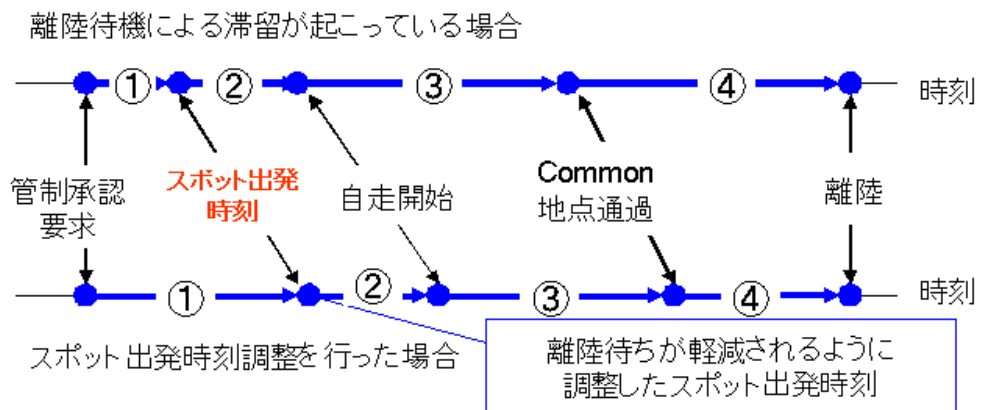 離陸待機による滞留が起こっている場合
① ② ③ ④ 時刻
管制承認
要求
スポット出発
時刻
自走開始
Common
地点通過
離陸
① ② ③ ④ 時刻
スポット出発時刻調整を行った場合
離陸待ちが軽減されるように
調整したスポット出発時刻